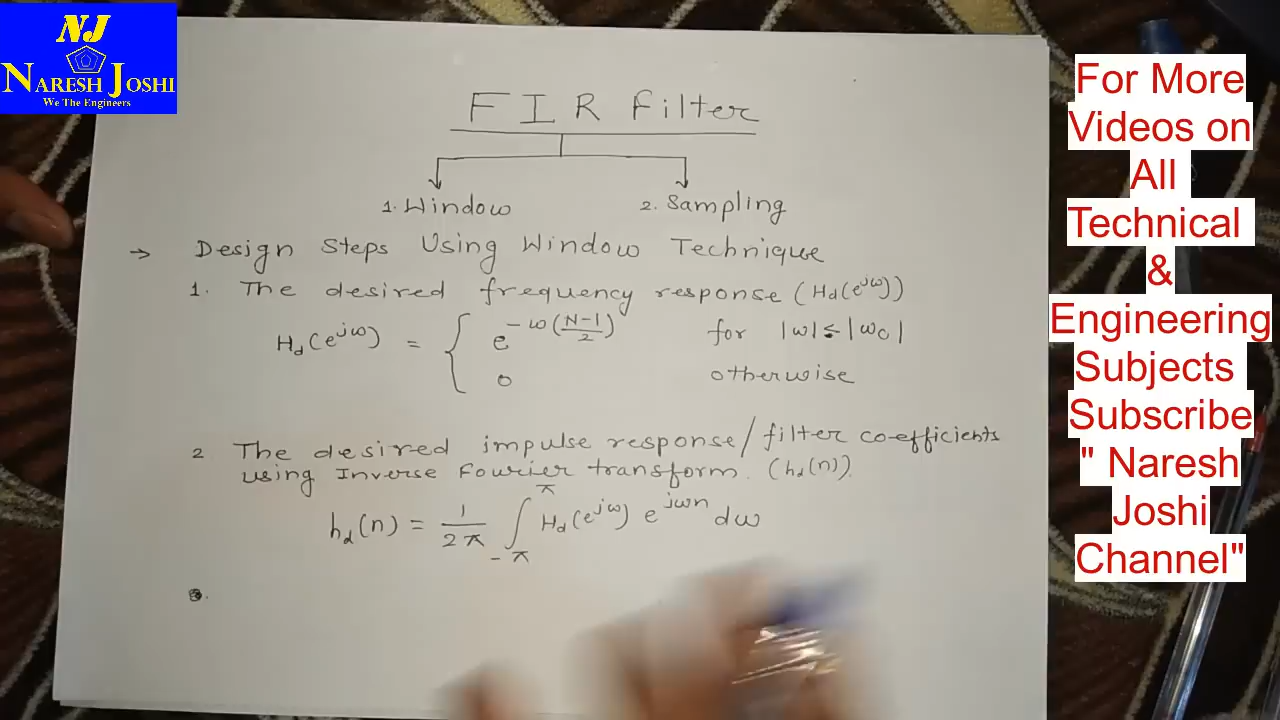 NJ
NARESH JOSHI
We The Engineers
FIR Filter
1. Window 2. Sampling
→ Design Steps Using Window Technique
1. The desired frequency response (Hd(e^jω))
Hd(e^jω) = { e^-ω((N-1)/2) for |ω| ≤ |ωc|
0 otherwise
2 The desired impulse response/filter co-efficients
using Inverse Fourier transform. (hd(n)).
hd(n) = 1/2π ∫_-π^π Hd(e^jω) e^jωn dω
For More
Videos on
All
Technical
&
Engineering
Subjects
Subscribe
" Naresh
Joshi
Channel"